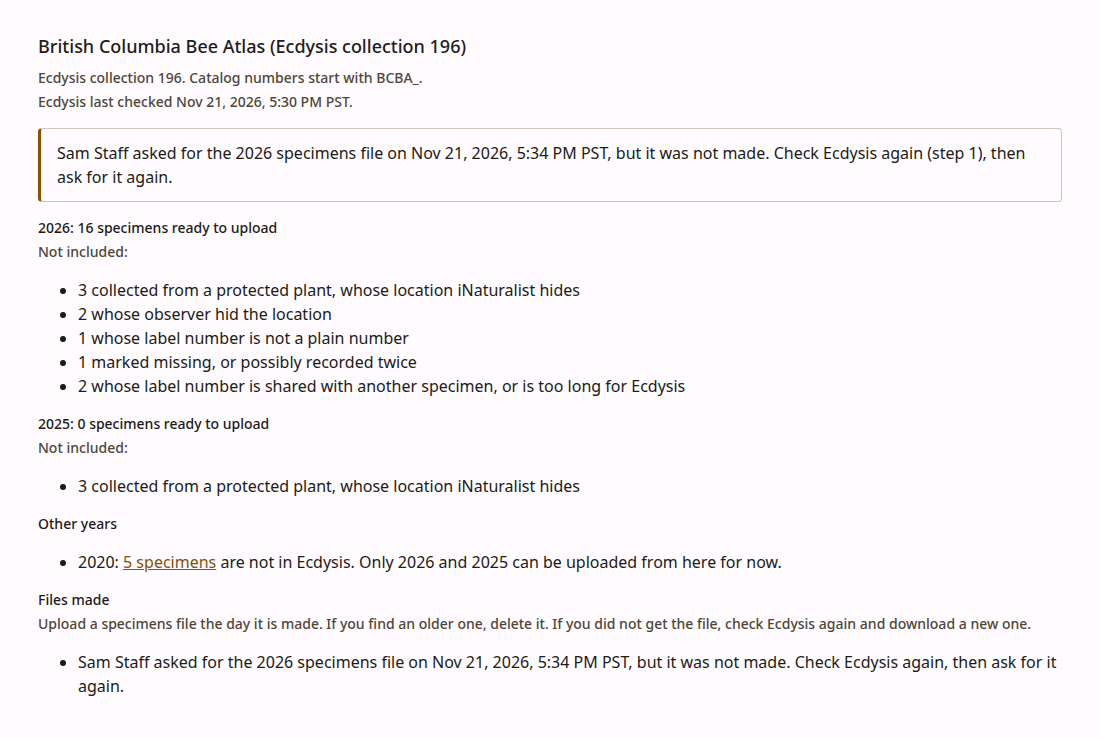 British Columbia Bee Atlas (Ecdysis collection 196)
Ecdysis collection 196. Catalog numbers start with BCBA_.
Ecdysis last checked Nov 21, 2026, 5:30 PM PST.
Sam Staff asked for the 2026 specimens file on Nov 21, 2026, 5:34 PM PST, but it was not made. Check Ecdysis again (step 1), then
ask for it again.
2026: 16 specimens ready to upload
Not included:
• 3 collected from a protected plant, whose location iNaturalist hides
• 2 whose observer hid the location
• 1 whose label number is not a plain number
• 1 marked missing, or possibly recorded twice
• 2 whose label number is shared with another specimen, or is too long for Ecdysis
2025: 0 specimens ready to upload
Not included:
• 3 collected from a protected plant, whose location iNaturalist hides
Other years
• 2020: 5 specimens are not in Ecdysis. Only 2026 and 2025 can be uploaded from here for now.
Files made
Upload a specimens file the day it is made. If you find an older one, delete it. If you did not get the file, check Ecdysis again and download a new one.
• Sam Staff asked for the 2026 specimens file on Nov 21, 2026, 5:34 PM PST, but it was not made. Check Ecdysis again, then ask for it
again.